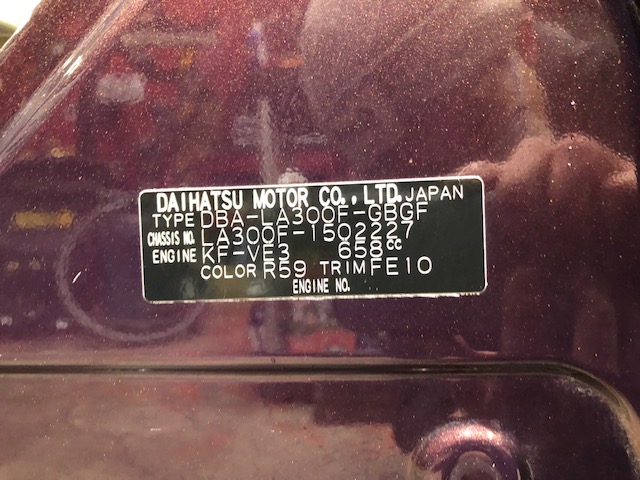 DAIHATSU MOTOR CO., LTD. JAPAN
TYPE DBA-LA300F-GBGF
CHASSIS NO. LA300F-1502227
ENGINE KF-VE3 658cc
COLOR R59 TRIM FE10
ENGINE NO.